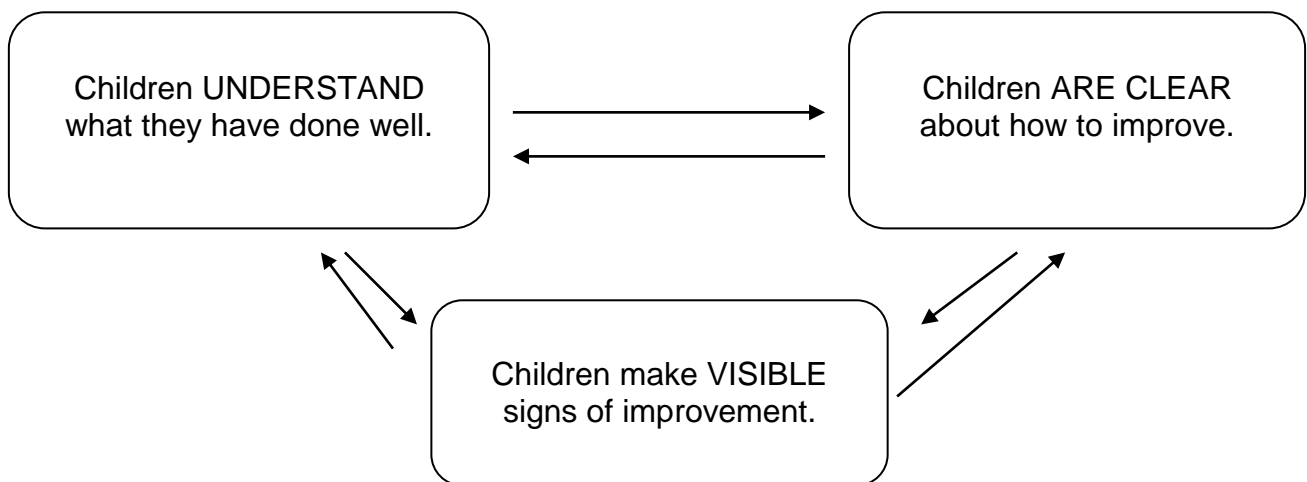 Children UNDERSTAND
what they have done well.
Children ARE CLEAR
about how to improve.
Children make VISIBLE
signs of improvement.